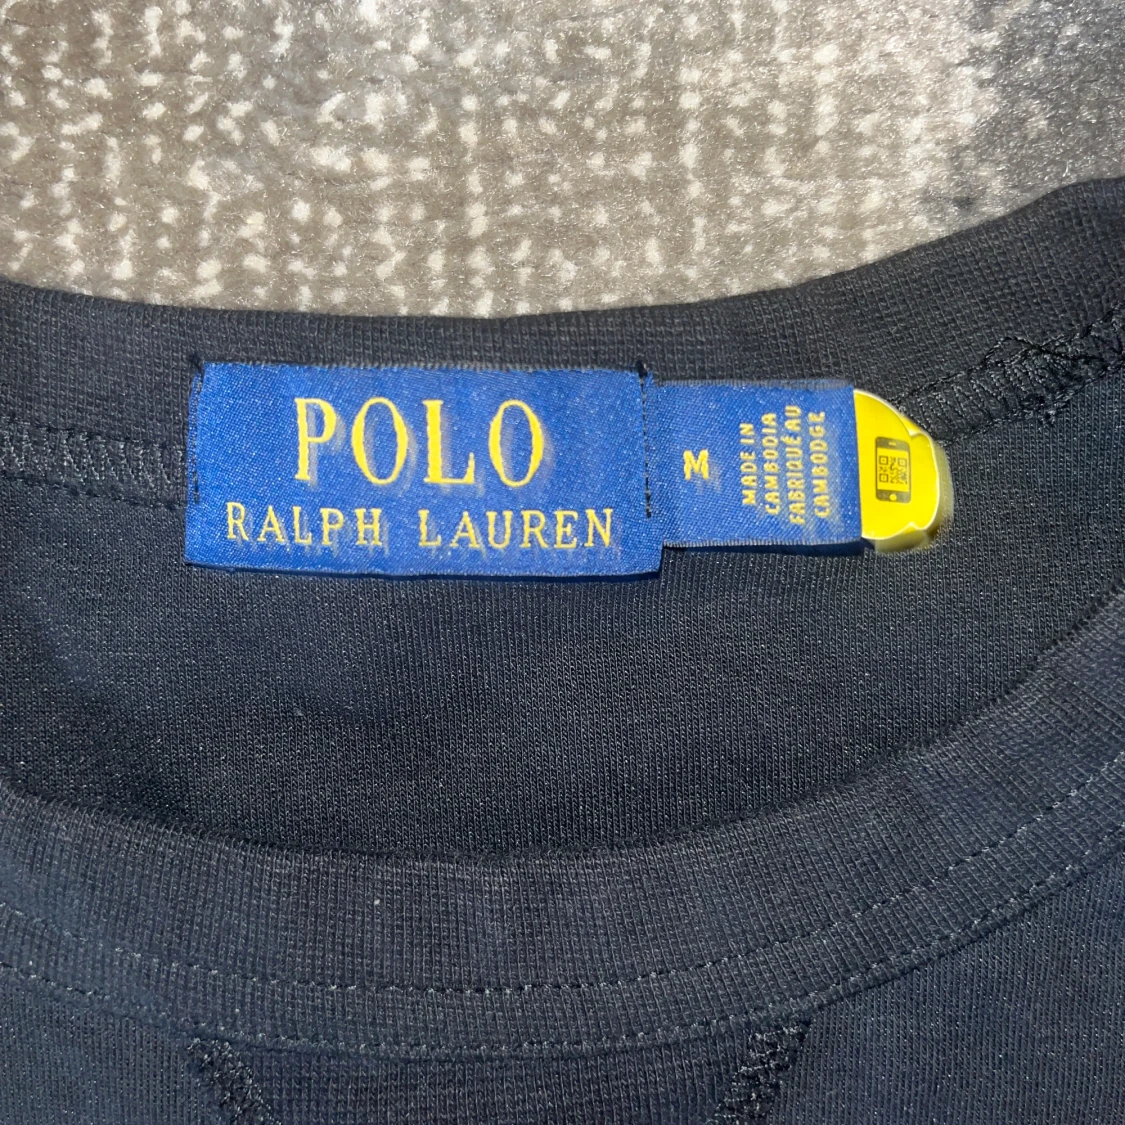 POLO
RALPH LAUREN
M
MADE IN
CAMBODIA
FABRIQUÉ AU
CAMBODGE